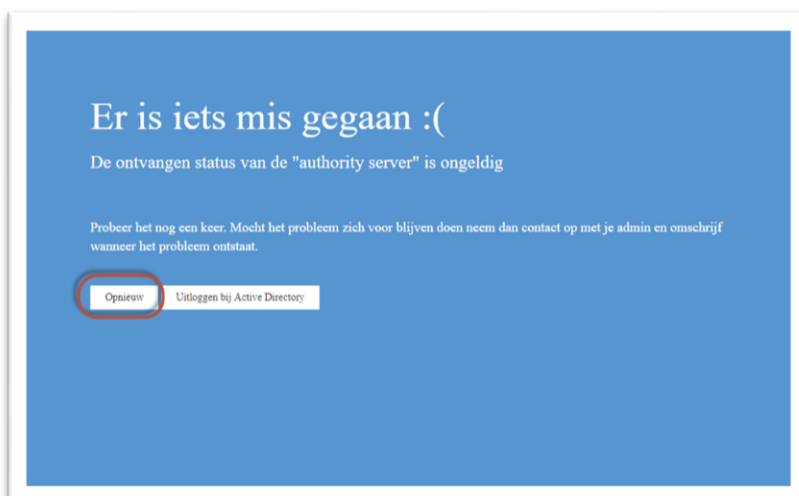 Er is iets mis gegaan :(
De ontvangen status van de "authority server" is ongeldig
Probeer het nog een keer. Mocht het probleem zich voor blijven doen neem dan contact op met je admin en omschrijf
wanneer het probleem ontstaat.
Opnieuw Uitloggen bij Active Directory